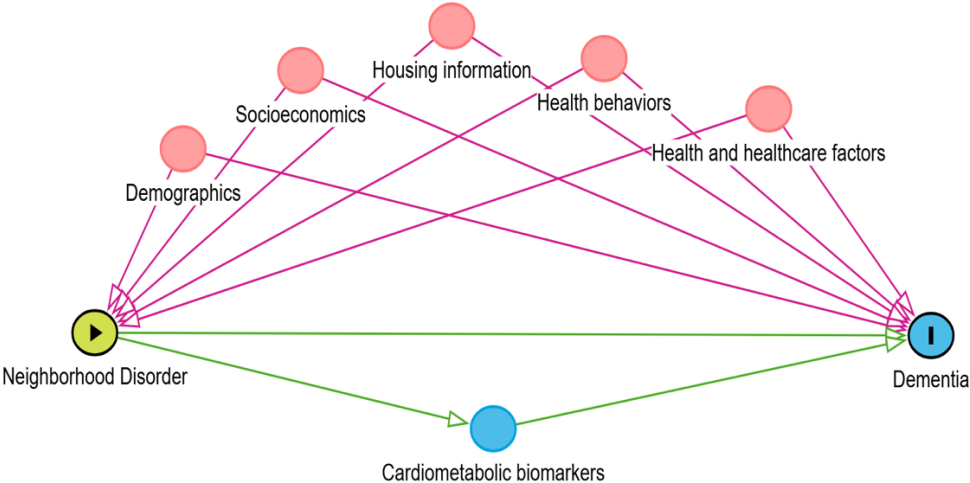 Housing information
Health behaviors
Socioeconomics
Health and healthcare factors
Demographics
Neighborhood Disorder
Dementia
Cardiometabolic biomarkers